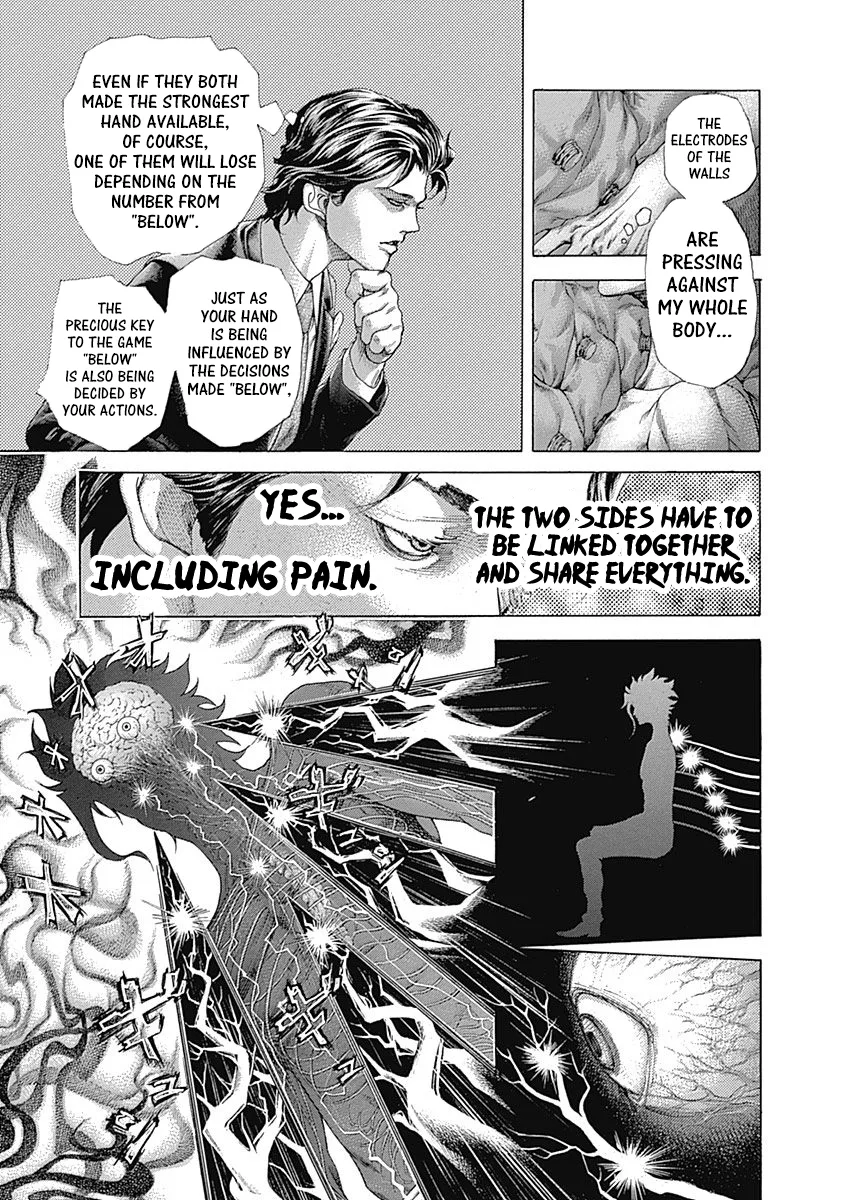 THE
ELECTRODES
OF THE
WALLS
ARE
PRESSING
AGAINST
MY WHOLE
BODY...
EVEN IF THEY BOTH
MADE THE STRONGEST
HAND AVAILABLE,
OF COURSE,
ONE OF THEM WILL LOSE
DEPENDING ON THE
NUMBER FROM
"BELOW".
JUST AS
YOUR HAND
IS BEING
INFLUENCED BY
THE DECISIONS
MADE "BELOW",
THE
PRECIOUS KEY
TO THE GAME
"BELOW"
IS ALSO BEING
DECIDED BY
YOUR ACTIONS.
THE TWO SIDES HAVE TO
BE LINKED TOGETHER
AND SHARE EVERYTHING.
YES...
INCLUDING PAIN.